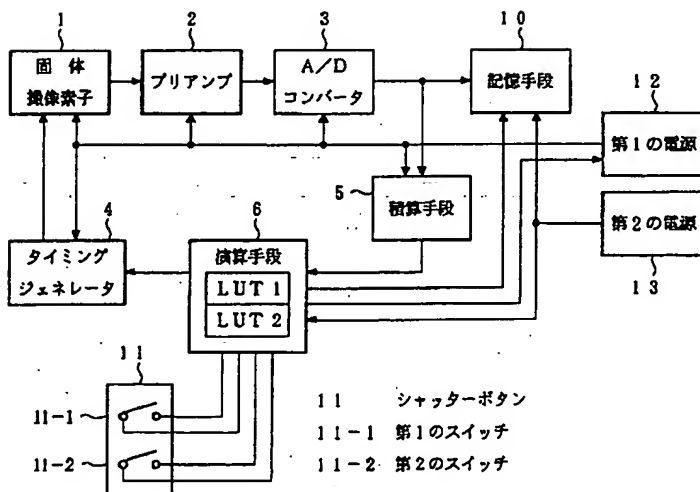 1
2
3
10
固体
撮像素子
プリアンプ
A/D
コンバータ
記憶手段
12
第1の電源
5
積算手段
第2の電源
13
4
タイミング
ジェネレータ
6
演算手段
LUT 1
LUT 2
11
11-1
11-2
11 シャッターボタン
11-1 第1のスイッチ
11-2 第2のスイッチ